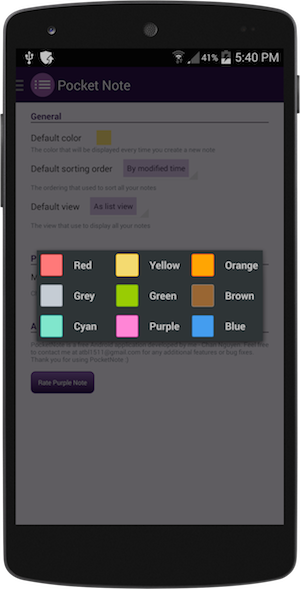 41% 5:40 PM
Pocket Note
General
Default color
The color that will be displayed every time you create a new note
Default sorting order By modified time
The ordering that used to sort all your notes
Default view As list view
The view that use to display all your notes
P
M
Red Yellow Orange
Grey Green Brown
Cyan Purple Blue
A
me at
for any additional features or bug fixes.
Thank you for using PocketNote :)
Rate Purple Note